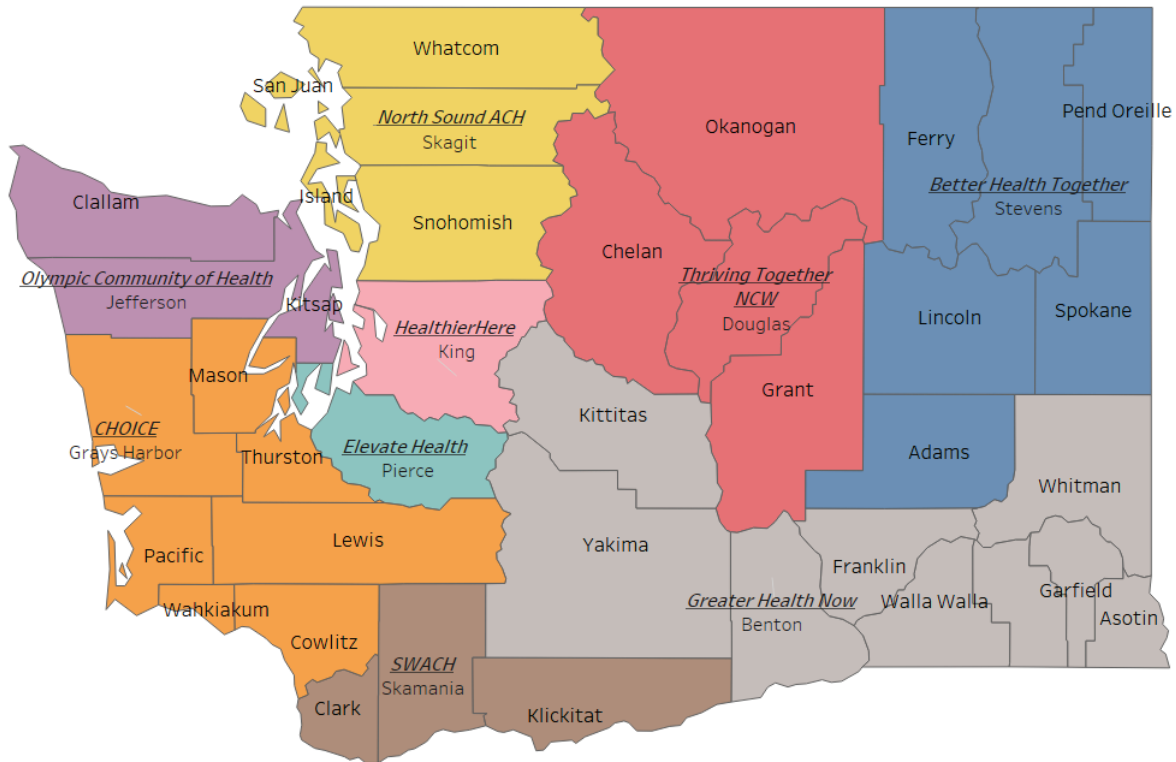 Whatcom
San Juan
North Sound ACH
Skagit
Okanogan
Ferry
Pend Oreille
Clallam
Island
Snohomish
Chelan
Better Health Together
Stevens
Olympic Community of Health
Jefferson
Kitsap
Thriving Together
NCW
Douglas
Lincoln
Spokane
HealthierHere
King
Mason
Grant
Kittitas
CHOICE
Grays Harbor
Thurston
Elevate Health
Pierce
Adams
Whitman
Pacific
Lewis
Yakima
Franklin
Wahkiakum
Greater Health Now
Benton
Walla Walla
Garfield
Asotin
Cowlitz
SWACH
Skamania
Clark
Klickitat